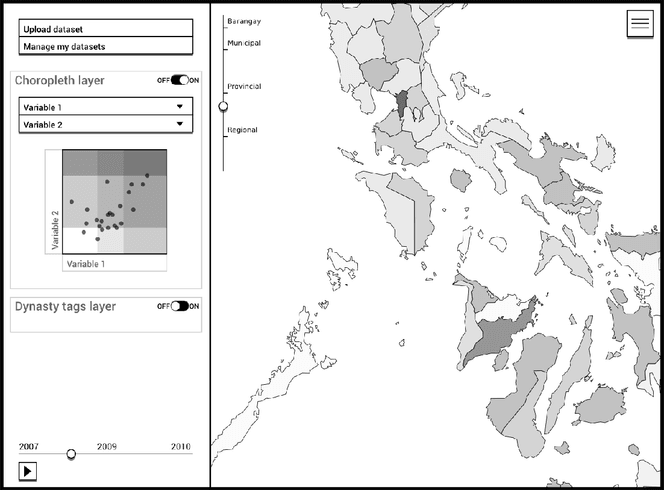 Upload dataset
Manage my datasets
Choropleth layer
OFF ON
Variable 1
Variable 2
Variable 2
Variable 1
Dynasty tags layer
OFF ON
2007 2009 2010
Barangay
Municipal
Provincial
Regional